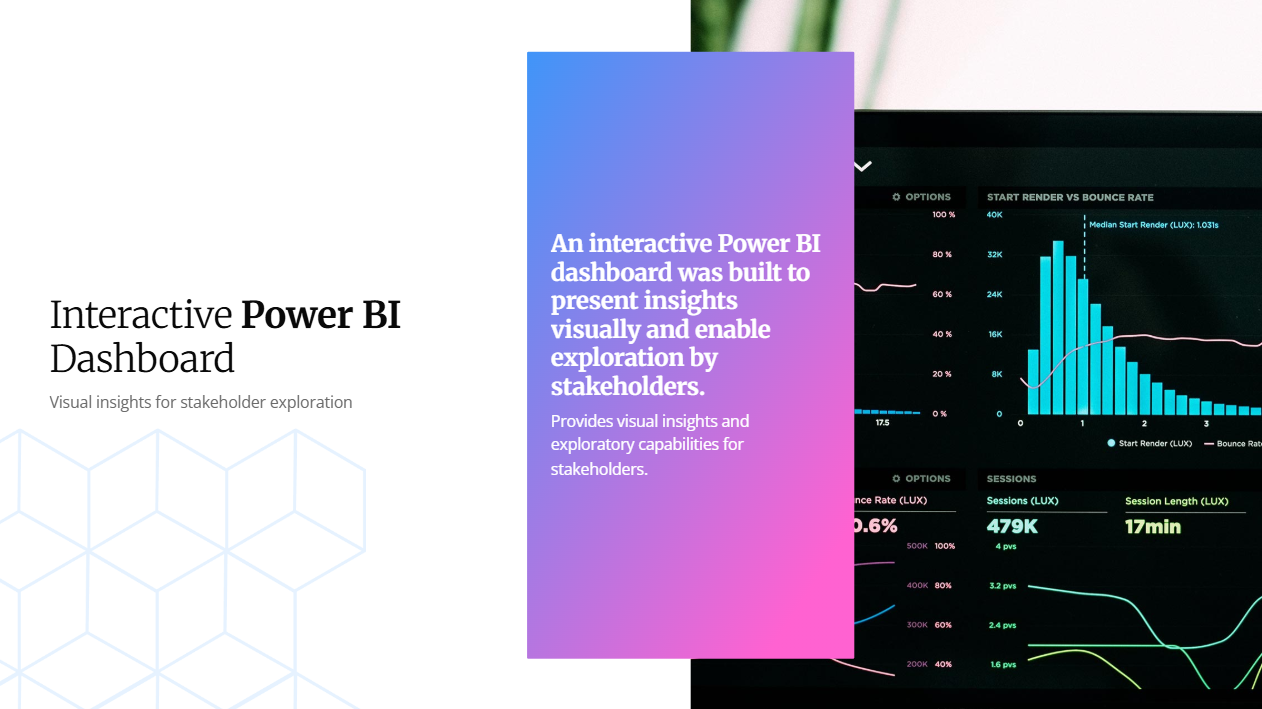 Interactive Power BI
Dashboard
Visual insights for stakeholder exploration
An interactive Power BI
dashboard was built to
present insights
visually and enable
exploration by
stakeholders.
Provides visual insights and
exploratory capabilities for
stakeholders.
OPTIONS
100 %
80 %
60 %
40 %
20 %
0 %
17.5
START RENDER VS BOUNCE RATE
40K
32K
24K
16K
8K
0
Median Start Render (LUX): 1.031s
0 1 2 3
Start Render (LUX) Bounce
OPTIONS
Rate (LUX)
0.6%
500K 100%
400K 80%
300K 60%
200K 40%
SESSIONS
Sessions (LUX) Session Length (LUX)
479K 17min
4 pvs
3.2 pvs
2.4 pvs
1.6 pvs